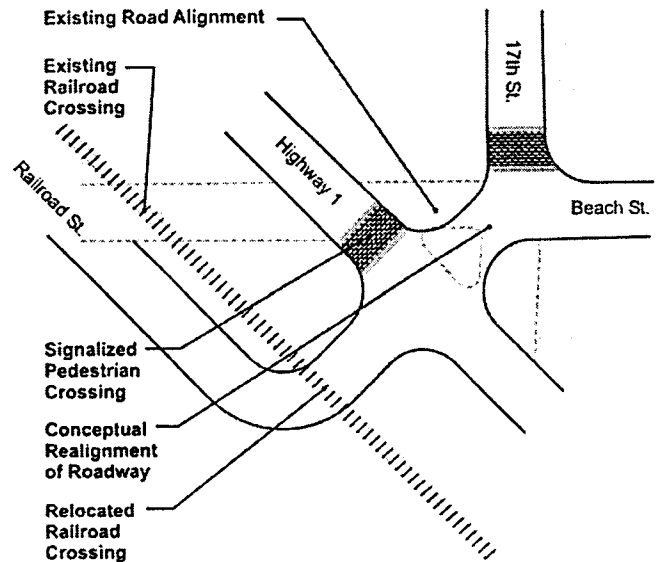 Existing Road Alignment
Existing
Railroad
Crossing
17th St.
Highway 1
Railroad St.
Beach St.
Signalized
Pedestrian
Crossing
Conceptual
Realignment
of Roadway
Relocated
Railroad
Crossing